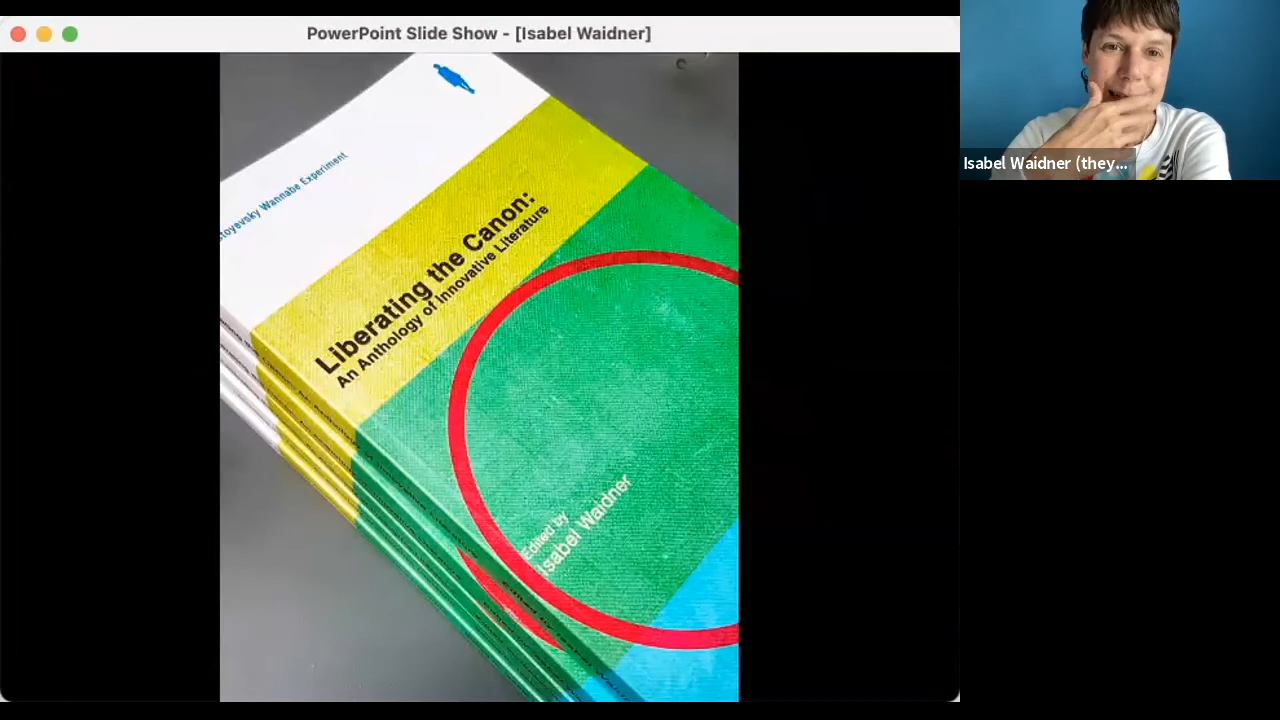 PowerPoint Slide Show - [Isabel Waidner]
Isabel Waidner (they...
stoyevsky Wannabe Experiment
Liberating the Canon:
An Anthology of Innovative Literature
Edited by
Isabel Waidner